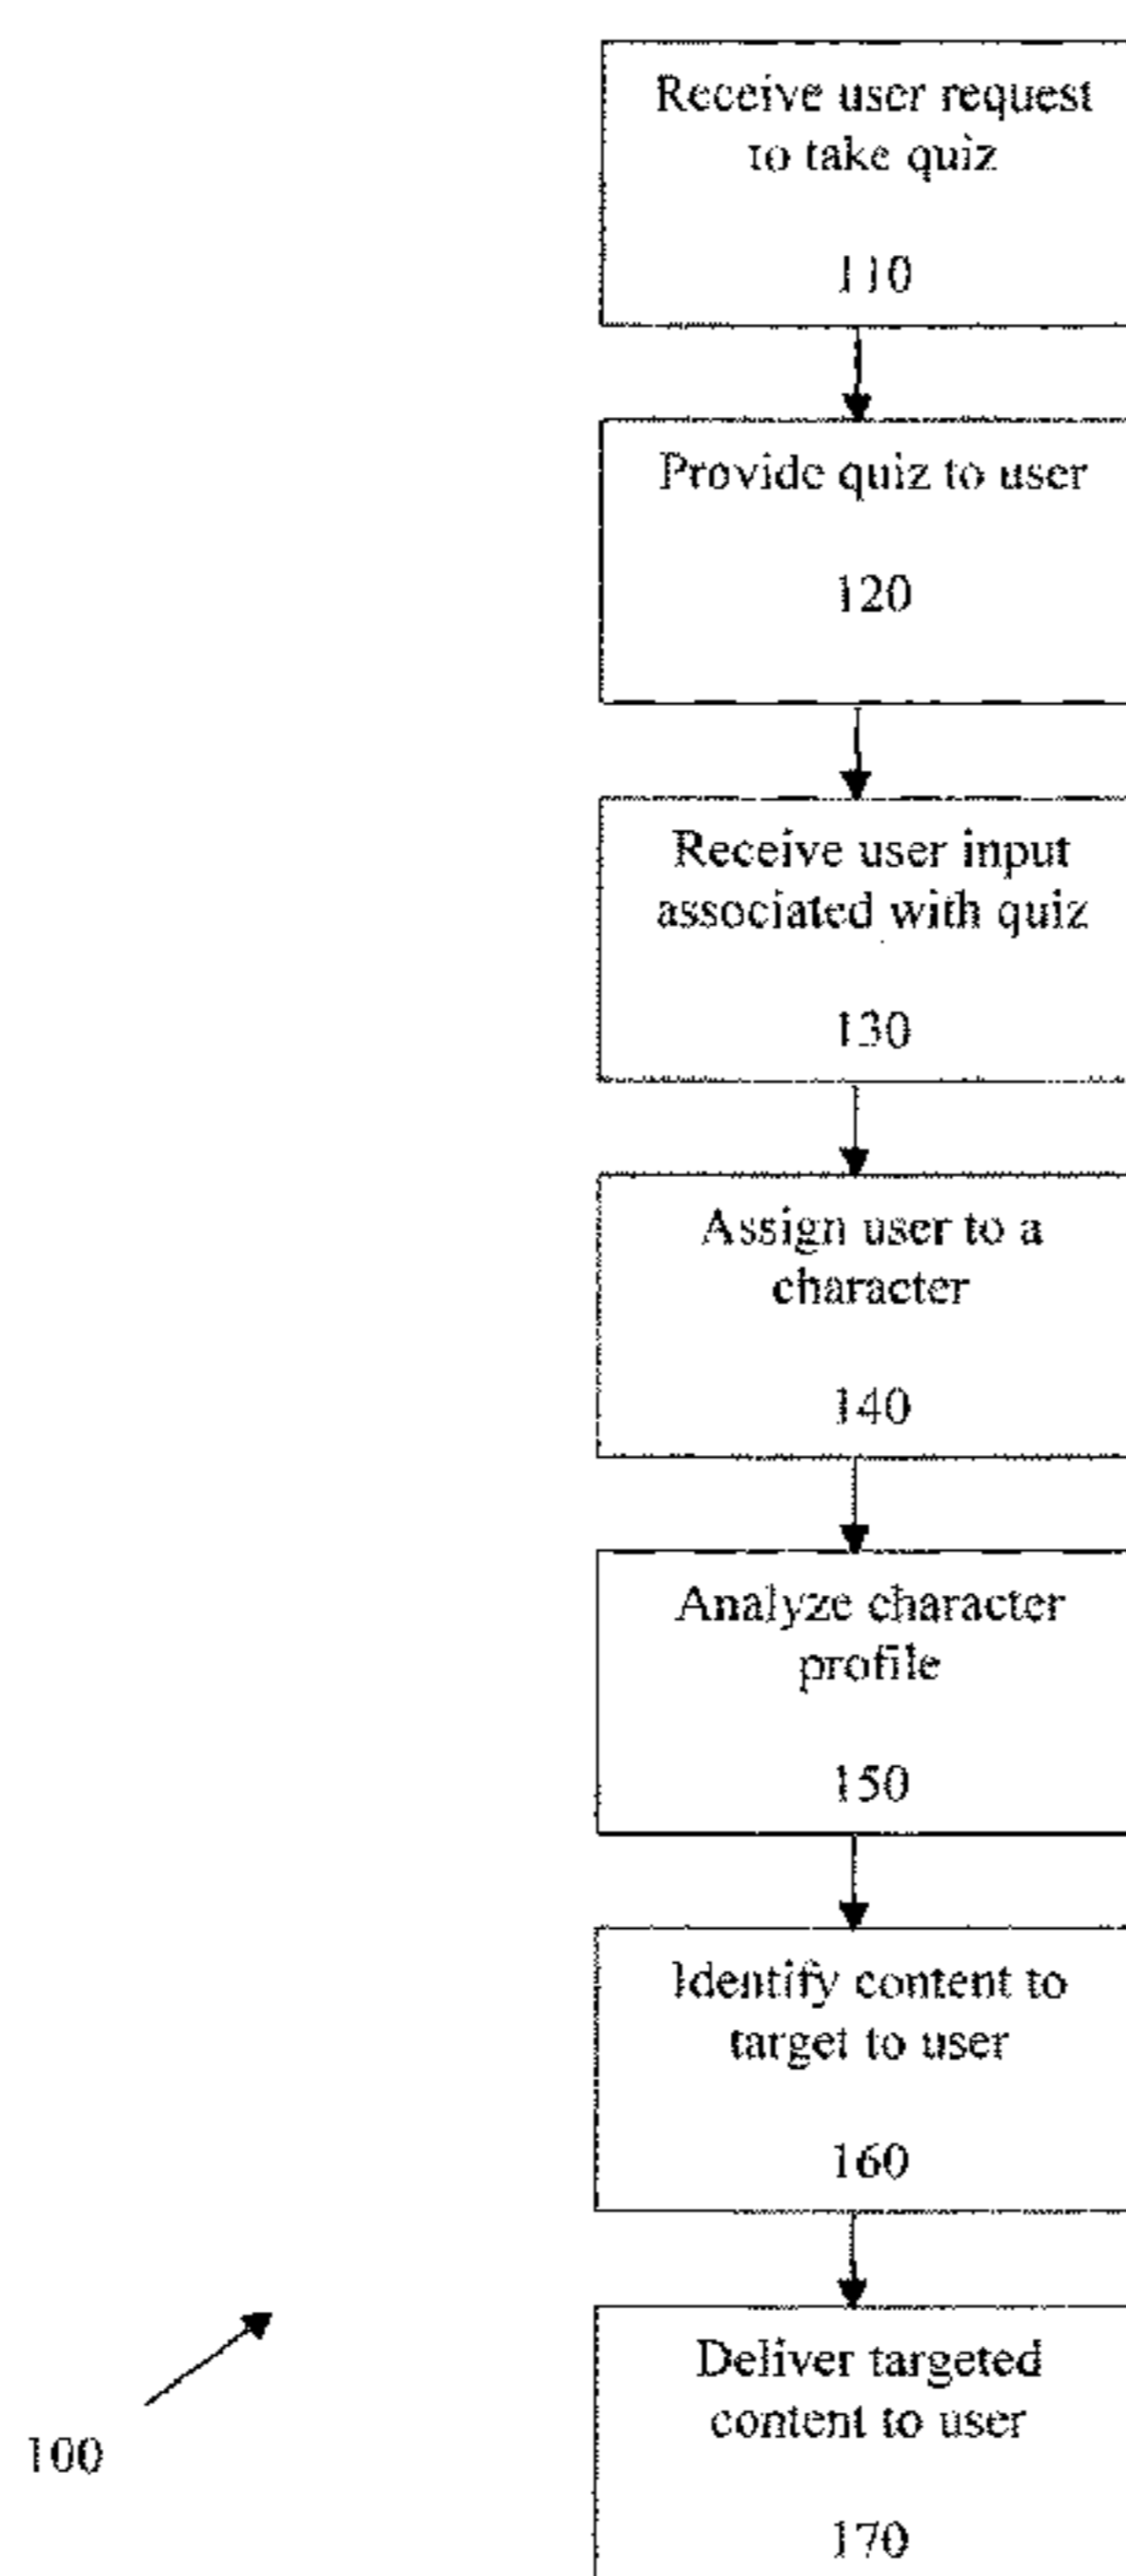 Receive user request
to take quiz
110
Provide quiz to user
120
Receive user input
associated with quiz
130
Assign user to a
character
140
Analyze character
profile
150
Identify content to
target to user
160
Deliver targeted
content to user
100
170